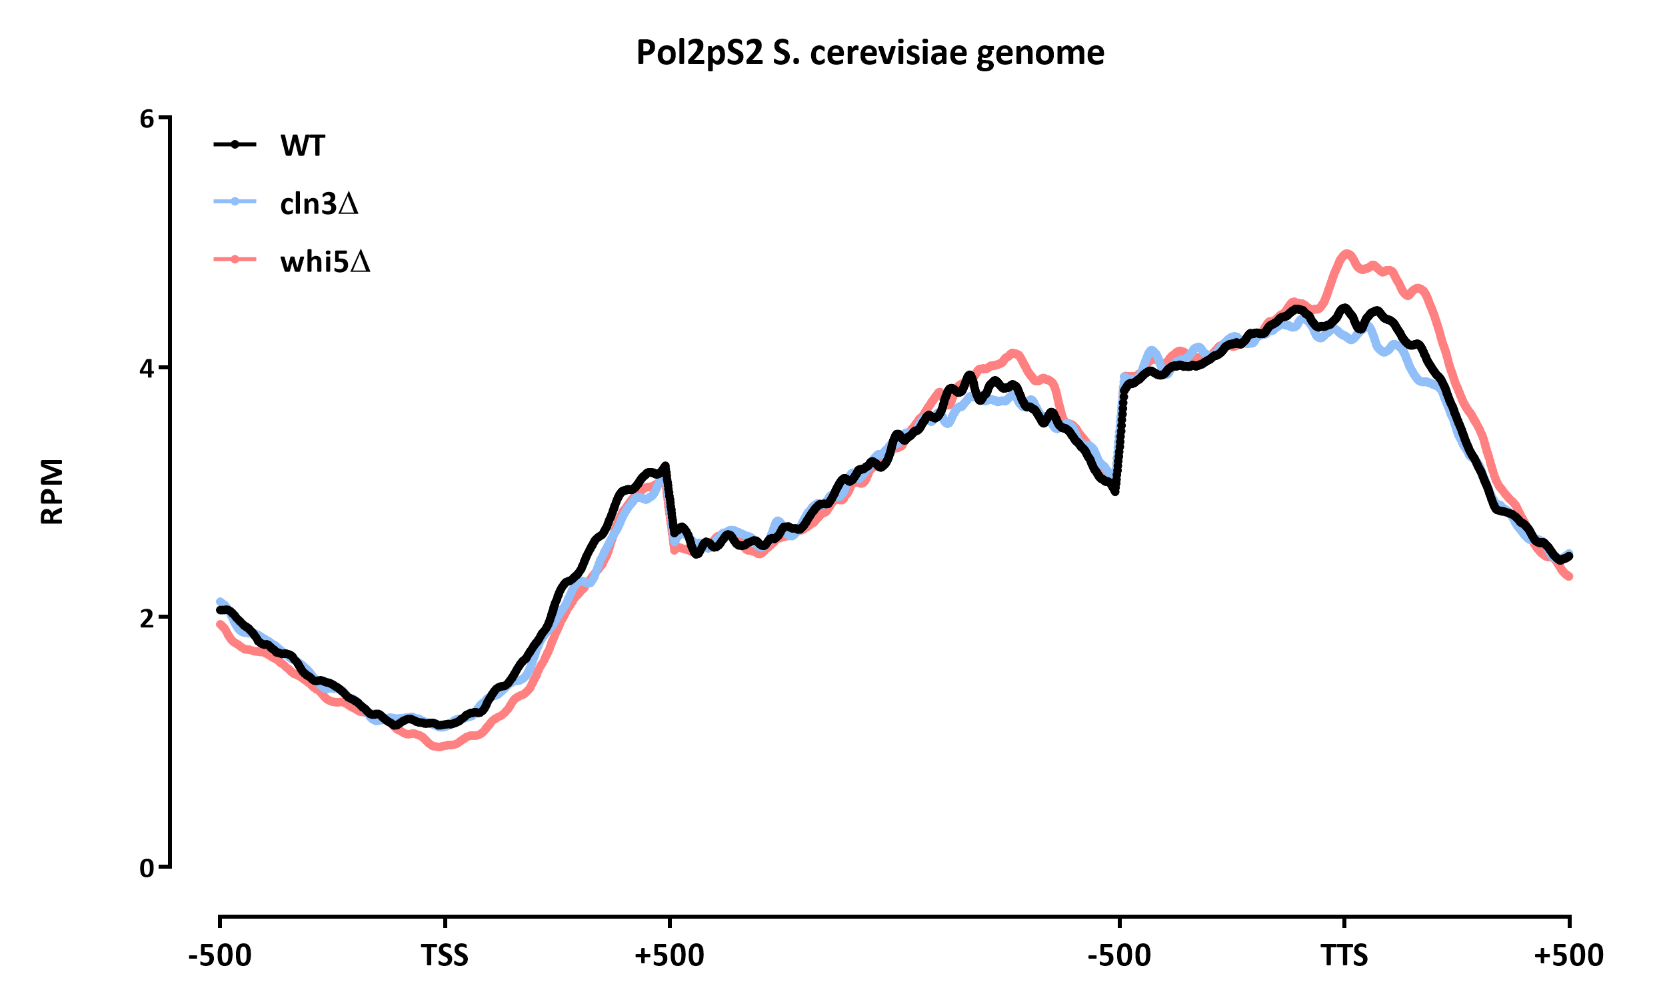 Pol2pS2 S. cerevisiae genome
6
WT
cln3Δ
whi5Δ
4
RPM
2
0
-500 TSS +500 -500 TTS +500